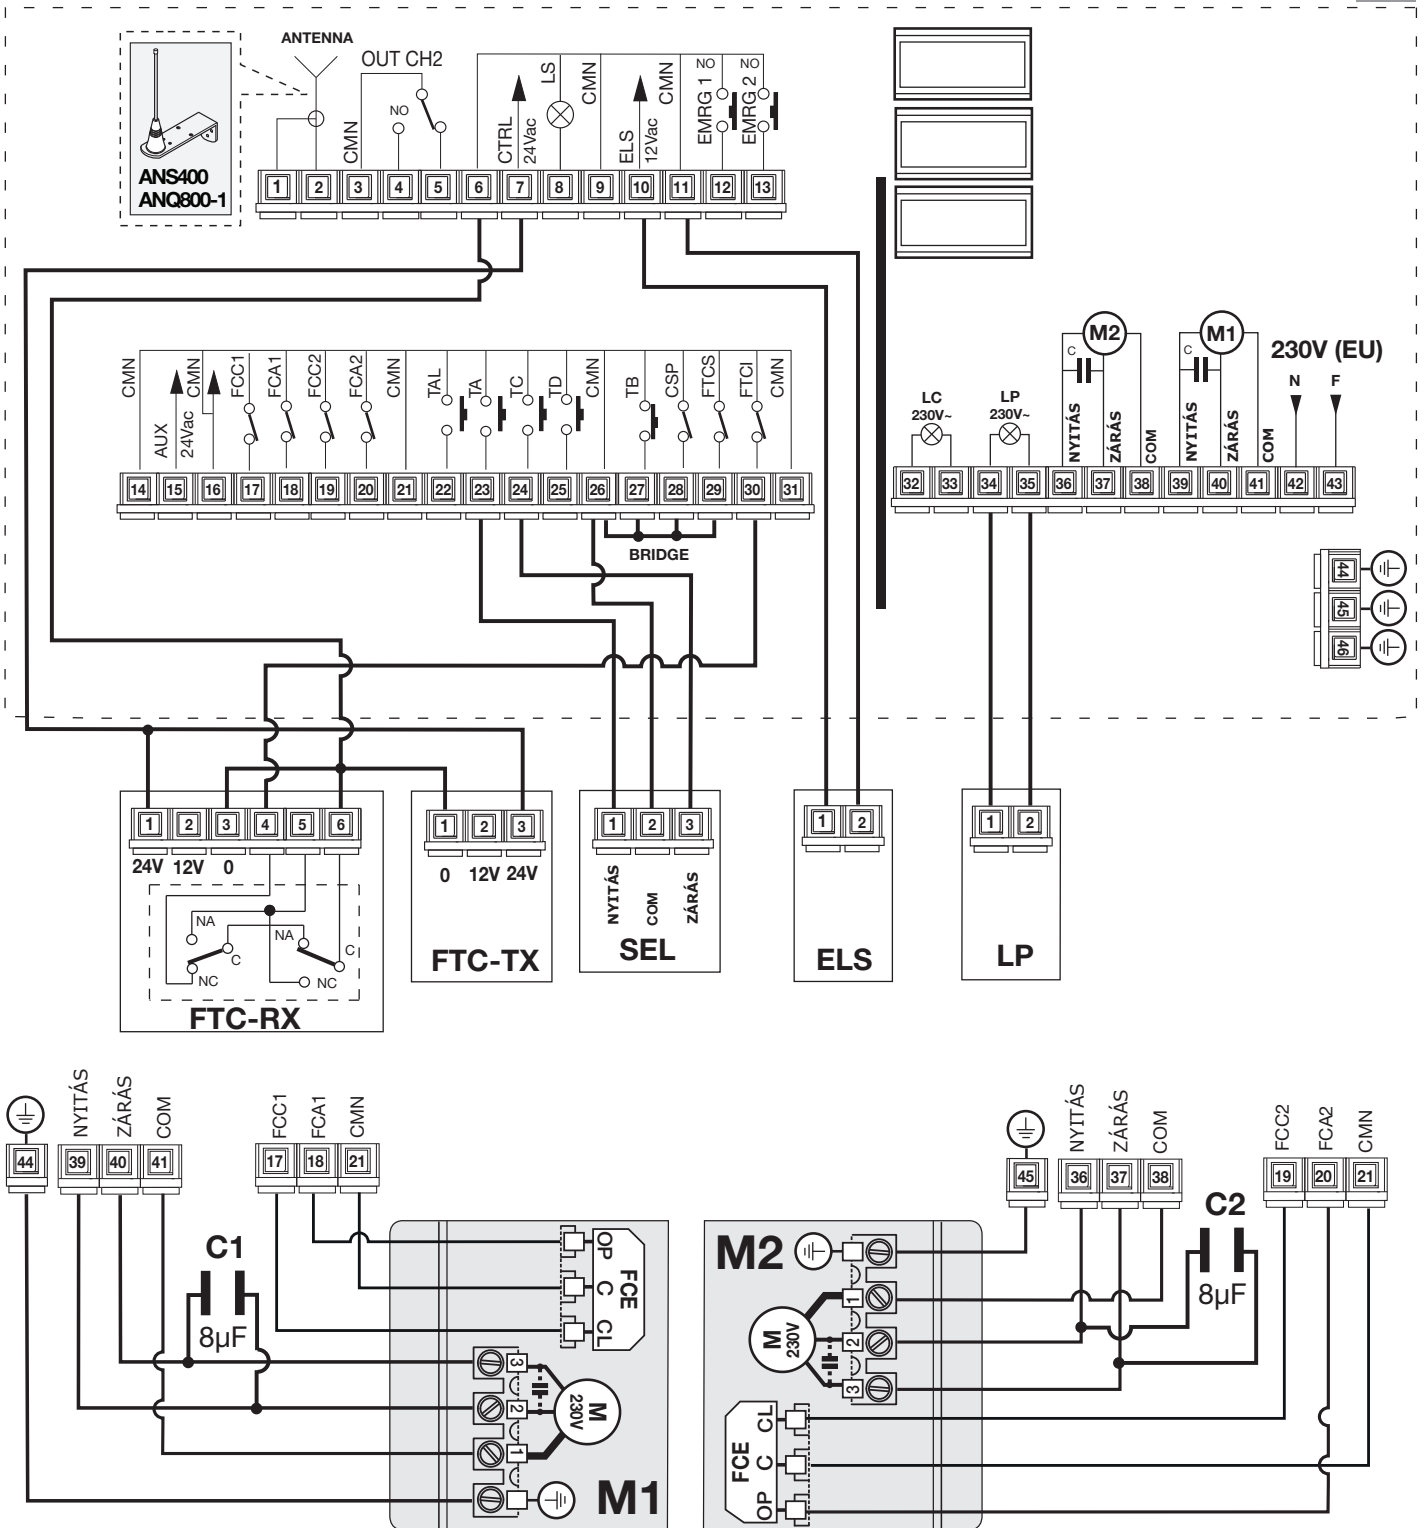 ANTENNA
OUT CH2
ANS400
ANQ800-1
CMN
NO
CTRL
24Vac
LS
CMN
ELS
12Vac
CMN
EMRG 1
NO
EMRG 2
NO
1 2 3 4 5 6 7 8 9 10 11 12 13
CMN
AUX
24Vac
CMN
FCC1
FCA1
FCC2
FCA2
CMN
TAL
TA
TC
TD
CMN
TB
CSP
FTCS
FTCI
CMN
14 15 16 17 18 19 20 21 22 23 24 25 26 27 28 29 30 31
BRIDGE
LC
230V~
LP
230V~
M2
C
NYITÁS
ZÁRÁS
COM
M1
C
NYITÁS
ZÁRÁS
COM
230V (EU)
N F
32 33 34 35 36 37 38 39 40 41 42 43
44
45
46
1 2 3 4 5 6
24V 12V 0
NA
C
NC
NA
C
NC
FTC-RX
1 2 3
0 12V 24V
FTC-TX
1 2 3
NYITÁS
COM
ZÁRÁS
SEL
1 2
ELS
1 2
LP
NYITÁS
ZÁRÁS
COM
FCC1
FCA1
CMN
44 39 40 41 17 18 21
C1
8µF
OP
C
CL
FCE
3
2
1
M
230V
M1
NYITÁS
ZÁRÁS
COM
FCC2
FCA2
CMN
45 36 37 38 19 20 21
C2
8µF
M2
1
2
3
M
230V
CL
C
OP
FCE